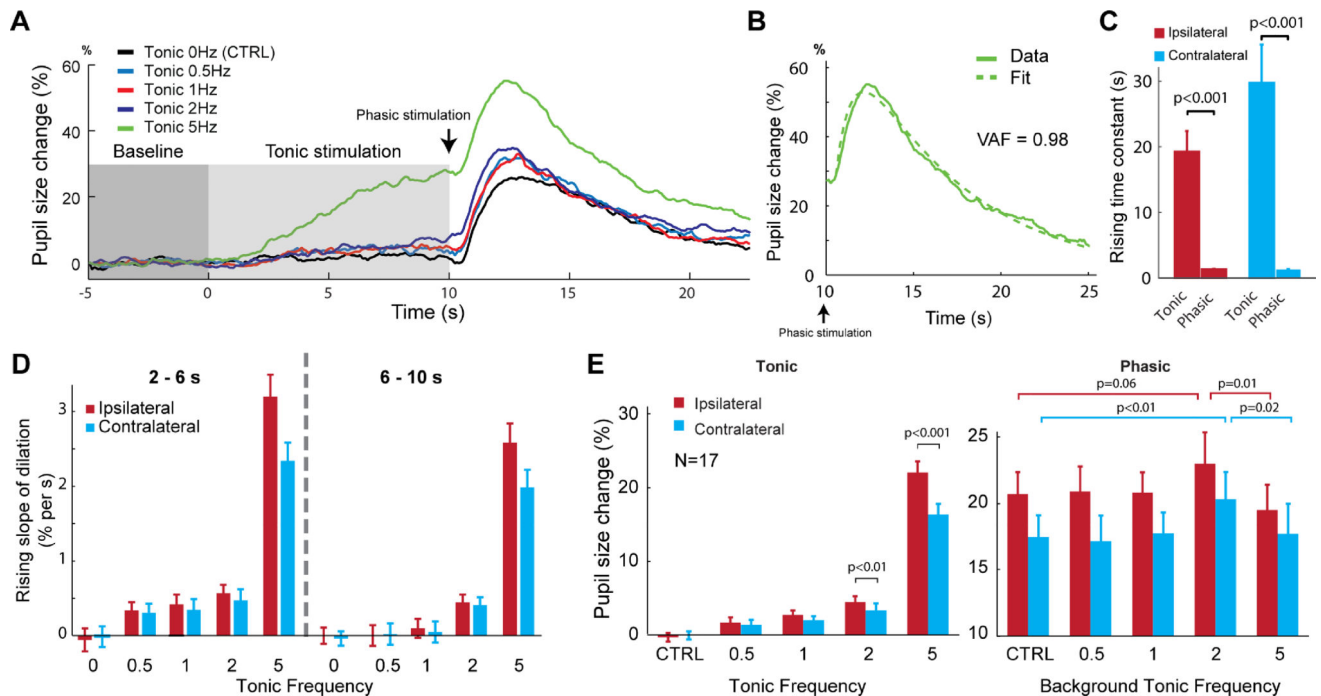 A
%
Tonic 0Hz (CTRL)
Tonic 0.5Hz
Tonic 1Hz
Tonic 2Hz
Tonic 5Hz
Phasic stimulation
Baseline
Tonic stimulation
Pupil size change (%)
60
40
20
0
-5
0
5
10
15
20
Time (s)
B
%
Data
Fit
VAF = 0.98
Pupil size change (%)
60
40
20
0
10
15
20
25
Phasic stimulation
Time (s)
C
Ipsilateral
Contralateral
p<0.001
p<0.001
Rising time constant (s)
30
20
10
0
Tonic
Phasic
Tonic
Phasic
D
2 - 6 s
6 - 10 s
Ipsilateral
Contralateral
Rising slope of dilation
(% per s)
3
2
1
0
0 0.5 1 2 5
0 0.5 1 2 5
Tonic Frequency
E
Tonic
Ipsilateral
Contralateral
N=17
p<0.01
p<0.001
Pupil size change (%)
30
20
10
0
CTRL 0.5 1 2 5
Tonic Frequency
Phasic
p=0.06
p=0.01
p<0.01
p=0.02
25
20
15
10
CTRL 0.5 1 2 5
Background Tonic Frequency